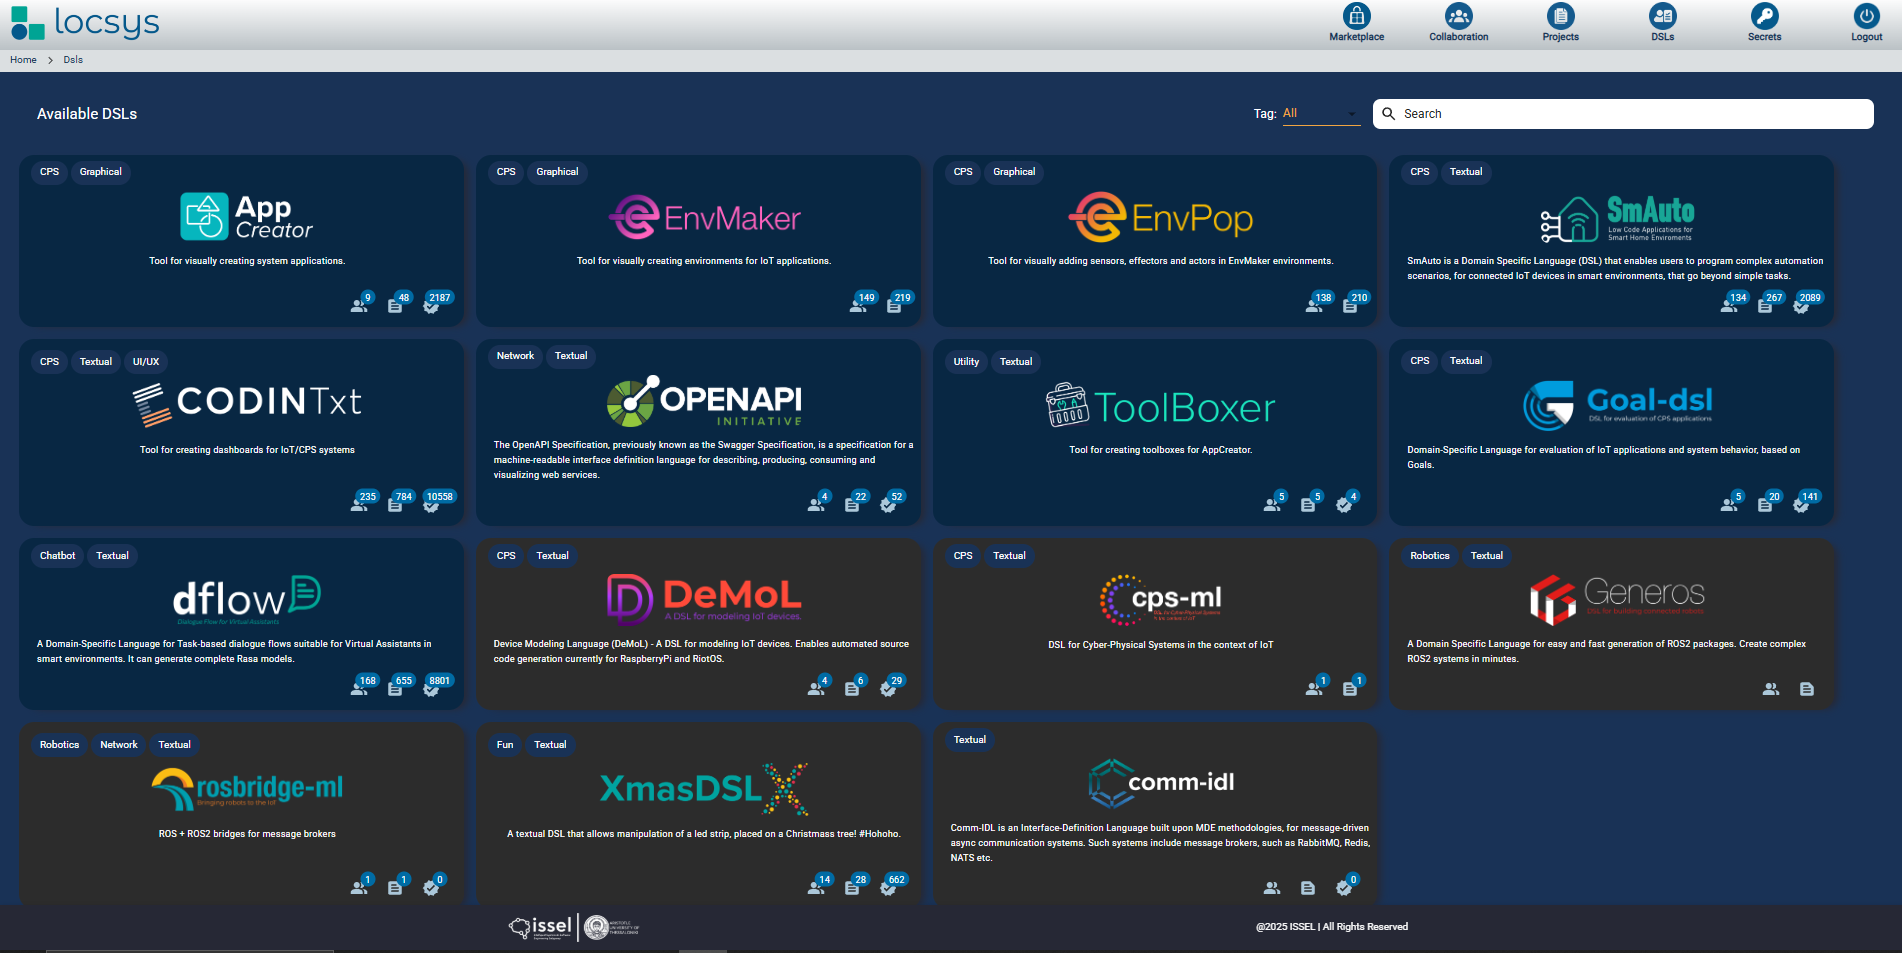 locsys
Marketplace
Collaboration
Projects
DSLs
Secrets
Logout
Home > Dsls
Available DSLs
Tag: All
Search
CPS Graphical
App
Creator
Tool for visually creating system applications.
9 48 2187
CPS Graphical
EnvMaker
Tool for visually creating environments for IoT applications.
149 219
CPS Graphical
EnvPop
Tool for visually adding sensors, effectors and actors in EnvMaker environments.
138 210
CPS Textual
SmAuto
Low Code Applications for
Smart Home Enviroments
SmAuto is a Domain Specific Language (DSL) that enables users to program complex automation
scenarios, for connected IoT devices in smart environments, that go beyond simple tasks.
134 267 2089
CPS Textual UI/UX
CODINTxt
Tool for creating dashboards for IoT/CPS systems
235 784 10558
Network Textual
OPENAPI
INITIATIVE
The OpenAPI Specification, previously known as the Swagger Specification, is a specification for a
machine-readable interface definition language for describing, producing, consuming and
visualizing web services.
4 22 52
Utility Textual
ToolBoxer
Tool for creating toolboxes for AppCreator.
5 5 4
CPS Textual
Goal-dsl
DSL for evaluation of CPS applications
Domain-Specific Language for evaluation of IoT applications and system behavior, based on
Goals.
5 20 141
Chatbot Textual
dflow
Dialogue Flow for Virtual Assistants
A Domain-Specific Language for Task-based dialogue flows suitable for Virtual Assistants in
smart environments. It can generate complete Rasa models.
168 655 8801
CPS Textual
DeMoL
A DSL for modeling IoT devices.
Device Modeling Language (DeMoL) - A DSL for modeling IoT devices. Enables automated source
code generation currently for RaspberryPi and RiotOS.
4 6 29
CPS Textual
cps-ml
DSL for Cyber-Physical Systems in the context of IoT
1 1
Robotics Textual
Generos
DSL for building connected robots
A Domain Specific Language for easy and fast generation of ROS2 packages. Create complex
ROS2 systems in minutes.
Robotics Network Textual
rosbridge-ml
Bringing robots to the IoT
ROS + ROS2 bridges for message brokers
1 1 0
Fun Textual
XmasDSL
A textual DSL that allows manipulation of a led strip, placed on a Christmass tree! #Hohoho.
14 28 662
Textual
comm-idl
Comm-IDL is an Interface-Definition Language built upon MDE methodologies, for message-driven
async communication systems. Such systems include message brokers, such as RabbitMQ, Redis,
NATS etc.
0
issel
ARISTOTLE
UNIVERSITY OF
THESSALONIKI
@2025 ISSEL | All Rights Reserved